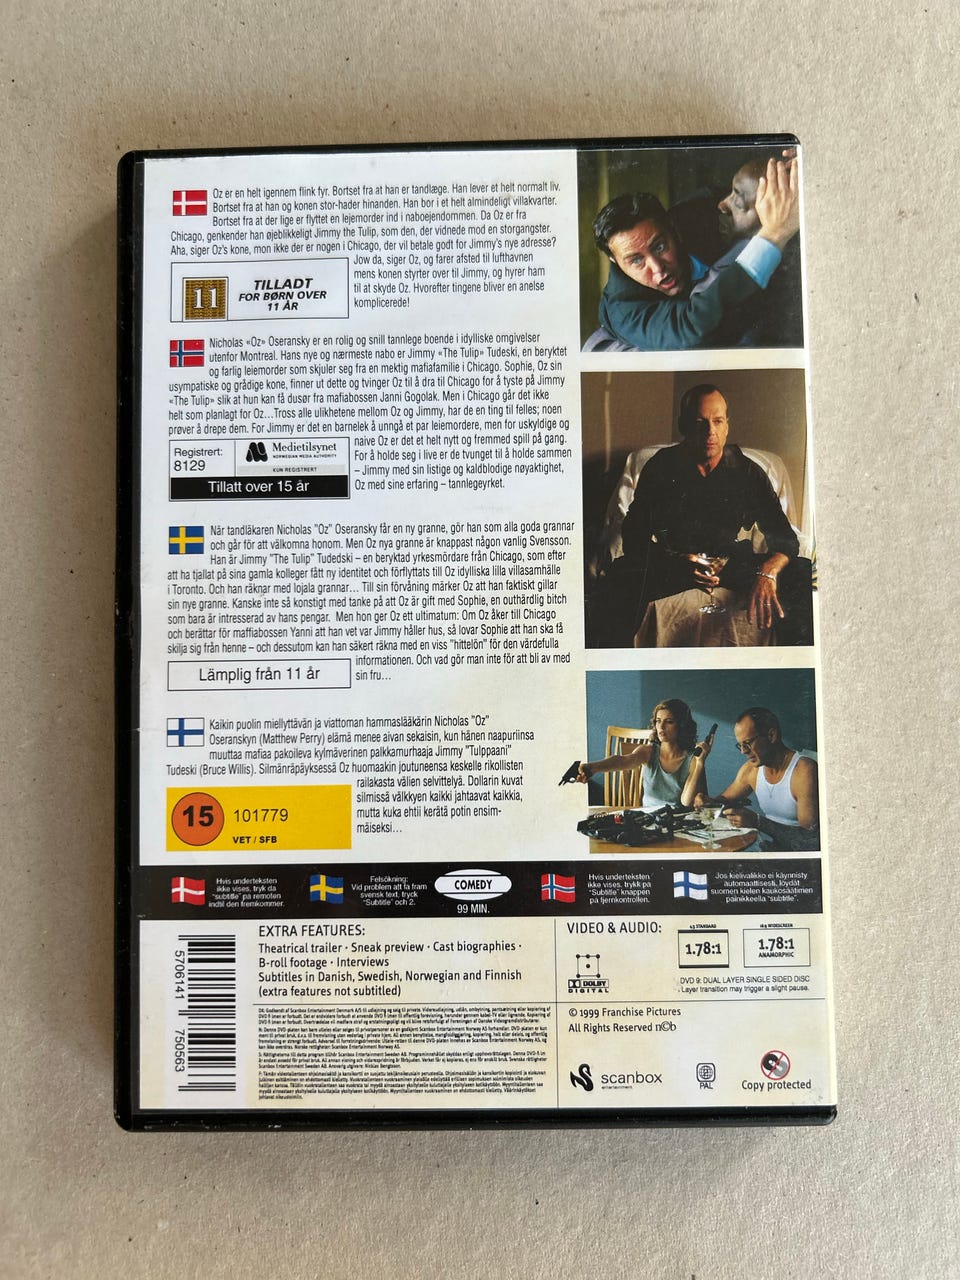 Oz er en helt igennem flink fyr. Bortset fra at han er tandlæge. Han lever et helt normalt liv.
Bortset fra at han og konen stor-hader hinanden. Han bor i et helt almindeligt villakvarter.
Bortset fra at der lige er flyttet en lejemorder ind i naboejendommen. Da Oz er fra
Chicago, genkender han øjeblikkeligt Jimmy the Tulip, som den, der vidnede mod en storgangster.
Aha, siger Oz's kone, mon ikke der er nogen i Chicago, der vil betale godt for Jimmy's nye adresse?
Jow da, siger Oz, og farer afsted til lufthavnen
mens konen styrter over til Jimmy, og hyrer ham
til at skyde Oz. Hvorefter tingene bliver en anelse
komplicerede!
11
TILLADT
FOR BØRN OVER
11 ÅR
Nicholas «Oz» Oseransky er en rolig og snill tannlege boende i idylliske omgivelser
utenfor Montreal. Hans nye og nærmeste nabo er Jimmy «The Tulip» Tudeski, en beryktet
og farlig leiemorder som skjuler seg fra en mektig mafiafamilie i Chicago. Sophie, Oz sin
usympatiske og grådige kone, finner ut dette og tvinger Oz til å dra til Chicago for å tyste på Jimmy
«The Tulip» slik at hun kan få dusør fra mafiabossen Janni Gogolak. Men i Chicago går det ikke
helt som planlagt for Oz...Tross alle ulikhetene mellom Oz og Jimmy, har de en ting til felles; noen
prøver å drepe dem. For Jimmy er det en barnelek å unngå et par leiemordere, men for uskyldige og
naive Oz er det et helt nytt og fremmed spill på gang.
For å holde seg i live er de tvunget til å holde sammen
– Jimmy med sin listige og kaldblodige nøyaktighet,
Oz med sine erfaring – tannlegeyrket.
Registrert:
8129
Medietilsynet
NORWEGIAN MEDIA AUTHORITY
KUN REGISTRERT
Tillatt over 15 år
När tandläkaren Nicholas "Oz" Oseransky får en ny granne, gör han som alla goda grannar
och går för att välkomna honom. Men Oz nya granne är knappast någon vanlig Svensson.
Han är Jimmy "The Tulip" Tudedski – en beryktad yrkesmördare från Chicago, som efter
att ha tjallat på sina gamla kolleger fått ny identitet och förflyttats till Oz idylliska lilla villasamhälle
i Toronto. Och han räknar med lojala grannar... Till sin förvåning märker Oz att han faktiskt gillar
sin nye granne. Kanske inte så konstigt med tanke på att Oz är gift med Sophie, en outhärdlig bitch
som bara är intresserad av hans pengar. Men hon ger Oz ett ultimatum: Om Oz åker till Chicago
och berättar för maffiabossen Yanni att han vet var Jimmy håller hus, så lovar Sophie att han ska få
skilja sig från henne – och dessutom kan han säkert räkna med en viss "hittelön" för den värdefulla
informationen. Och vad gör man inte för att bli av med
sin fru...
Lämplig från 11 år
Kaikin puolin miellyttävän ja viattoman hammaslääkärin Nicholas "Oz"
Oseranskyn (Matthew Perry) elämä menee aivan sekaisin, kun hänen naapuriinsa
muuttaa mafiaa pakoileva kylmäverinen palkkamurhaaja Jimmy "Tulppaani"
Tudeski (Bruce Willis). Silmänräpäyksessä Oz huomaakin joutuneensa keskelle rikollisten
railakasta välien selvittelyä. Dollarin kuvat
silmissä välkkyen kaikki jahtaavat kaikkia,
mutta kuka ehtii kerätä potin ensim-
mäiseksi...
15
101779
VET / SFB
Hvis underteksten
ikke vises, tryk då
"subtitle" på remoten
indtil den fremkommer.
Felsökning:
Vid problem att få fram
svensk text, tryck
"Subtitle" och 2.
COMEDY
99 MIN.
Hvis underteksten
ikke vises, trykk på
"Subtitle" knappen
på fjernkontrollen.
Jos kielivalikko ei käynnisty
automaattisesti, löydät
suomen kielen kaukosäätimen
painikkeella "subtitle".
5706141 750563
EXTRA FEATURES:
Theatrical trailer · Sneak preview · Cast biographies ·
B-roll footage · Interviews
Subtitles in Danish, Swedish, Norwegian and Finnish
(extra features not subtitled)
VIDEO & AUDIO:
4:3 STANDARD
1.78:1
16:9 WIDESCREEN
1.78:1
ANAMORPHIC
DOLBY
DIGITAL
DVD 9: DUAL LAYER SINGLE SIDED DISC
Layer transition may trigger a slight pause.
© 1999 Franchise Pictures
All Rights Reserved n©b
scanbox
entertainment
PAL
Copy protected